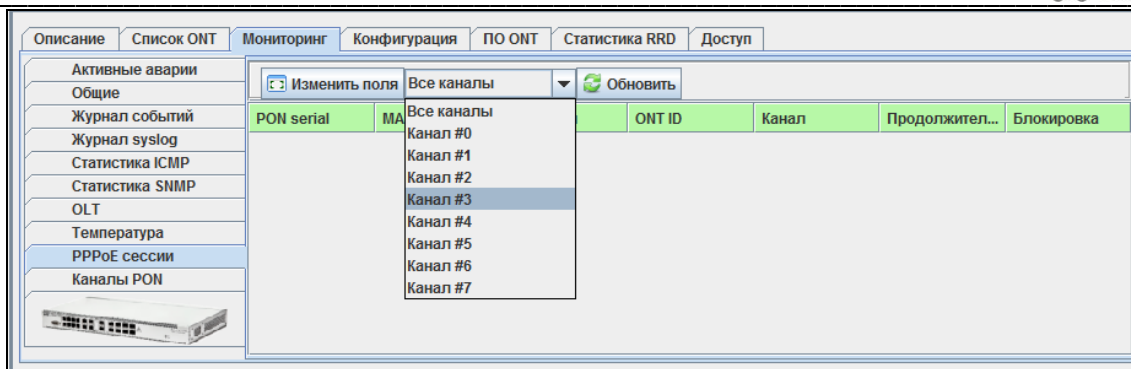 Описание Список ONT Мониторинг Конфигурация ПО ONT Статистика RRD Доступ
Активные аварии
Общие
Журнал событий
Журнал syslog
Статистика ICMP
Статистика SNMP
OLT
Температура
PPPoE сессии
Каналы PON
Изменить поля Все каналы Обновить
PON serial MA ONT ID Канал Продолжител... Блокировка
Все каналы
Канал #0
Канал #1
Канал #2
Канал #3
Канал #4
Канал #5
Канал #6
Канал #7